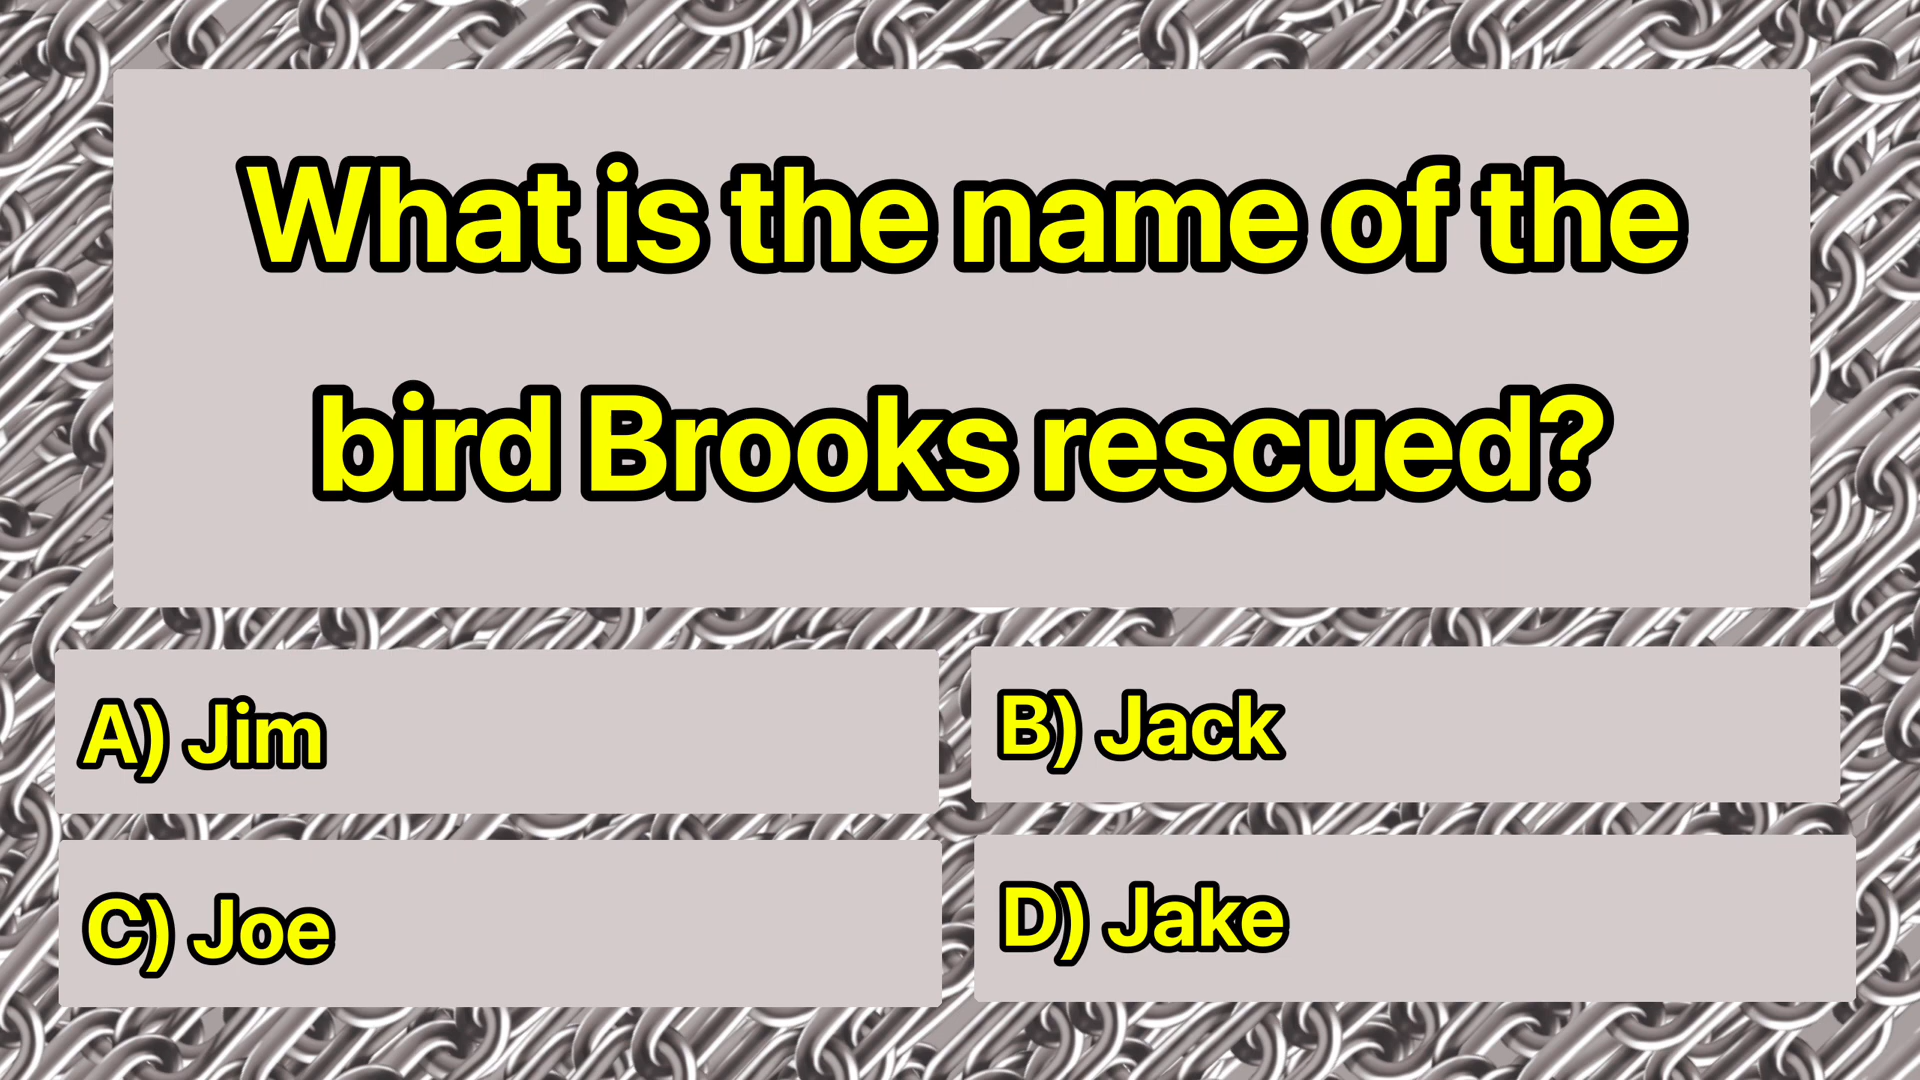 What is the name of the
bird Brooks rescued?
A) Jim
B) Jack
C) Joe
D) Jake